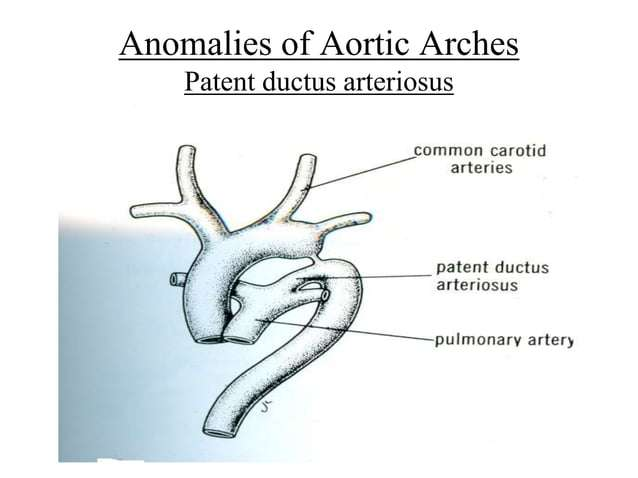 Anomalies of Aortic Arches
Patent ductus arteriosus
common carotid
arteries
patent ductus
arteriosus
pulmonary artery